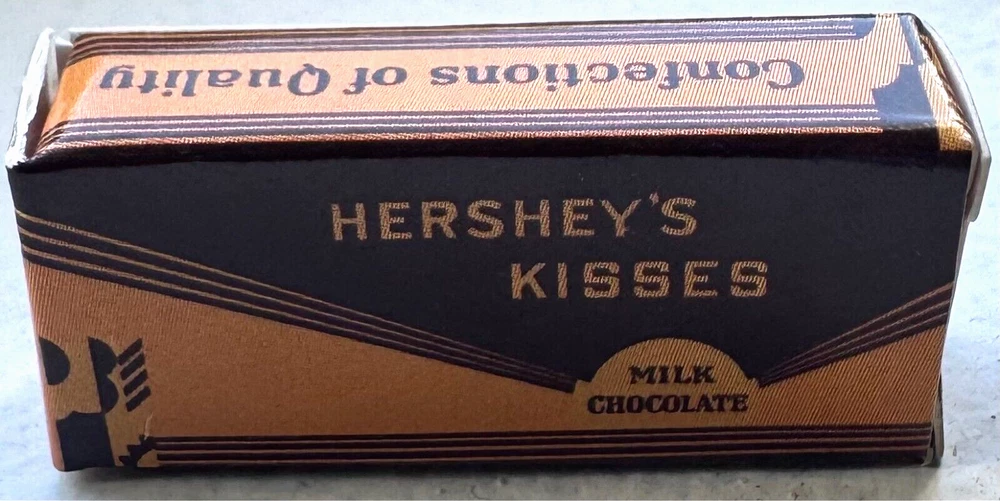 Confections of Quality
HERSHEY'S
KISSES
MILK
CHOCOLATE